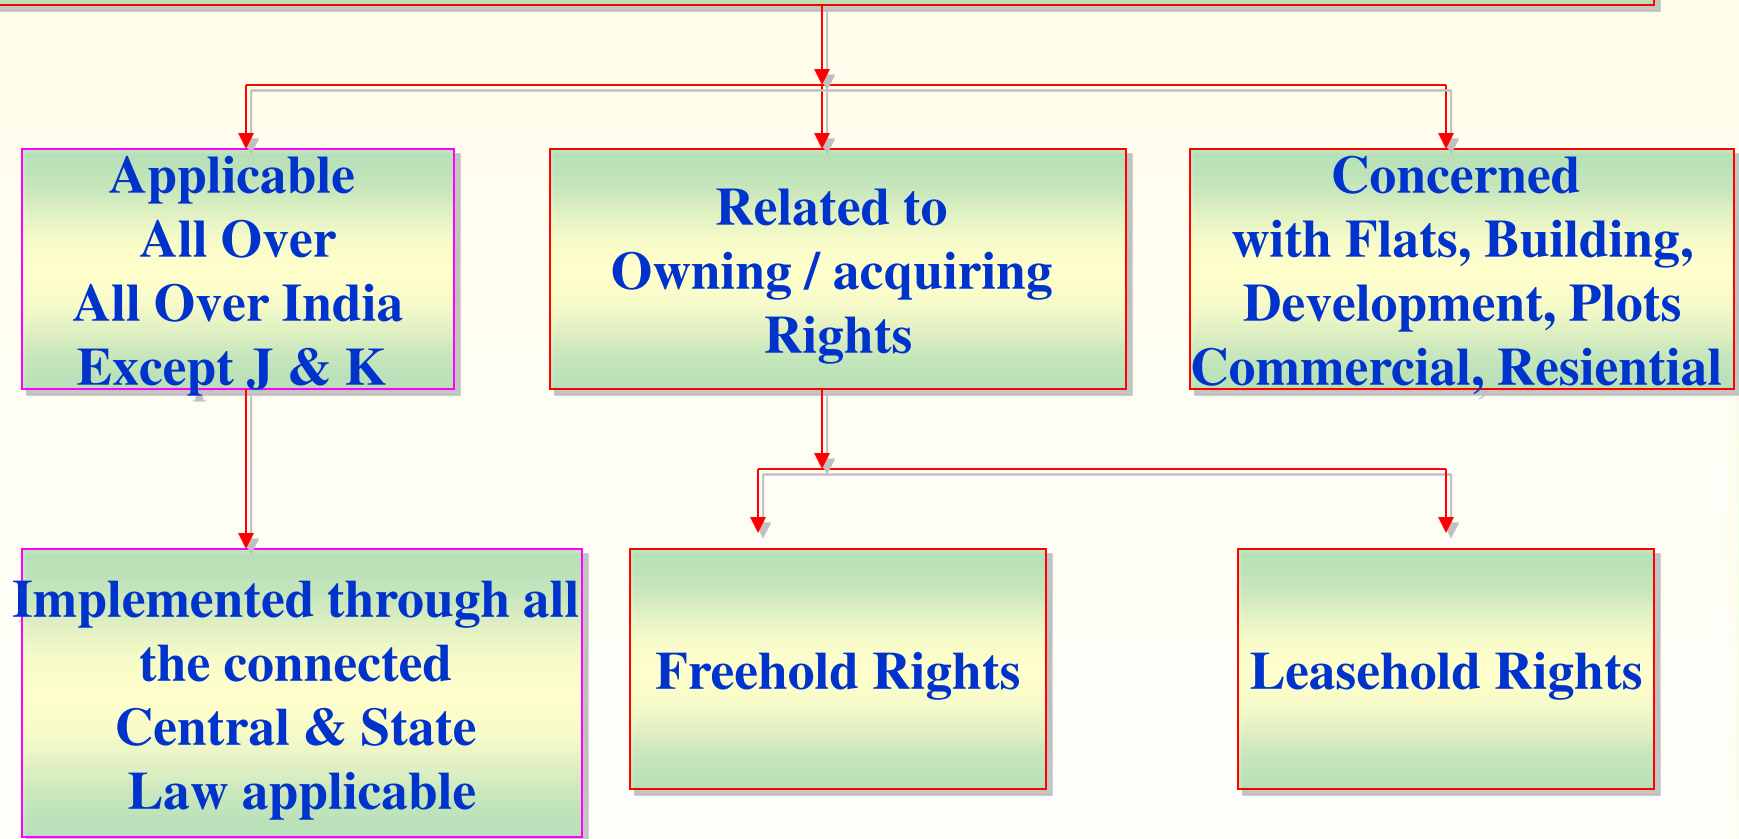 Applicable
All Over
All Over India
Except J & K
Related to
Owning / acquiring
Rights
Concerned
with Flats, Building,
Development, Plots
Commercial, Resiential
Implemented through all
the connected
Central & State
Law applicable
Freehold Rights
Leasehold Rights